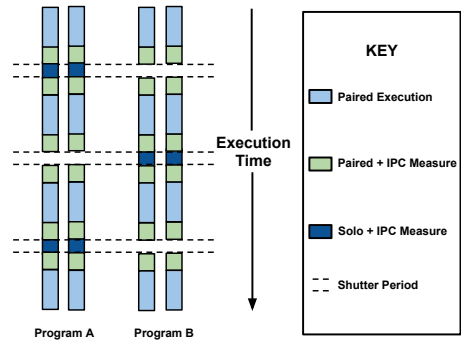 KEY
Paired Execution
Execution
Time
Paired + IPC Measure
Solo + IPC Measure
Shutter Period
Program A
Program B